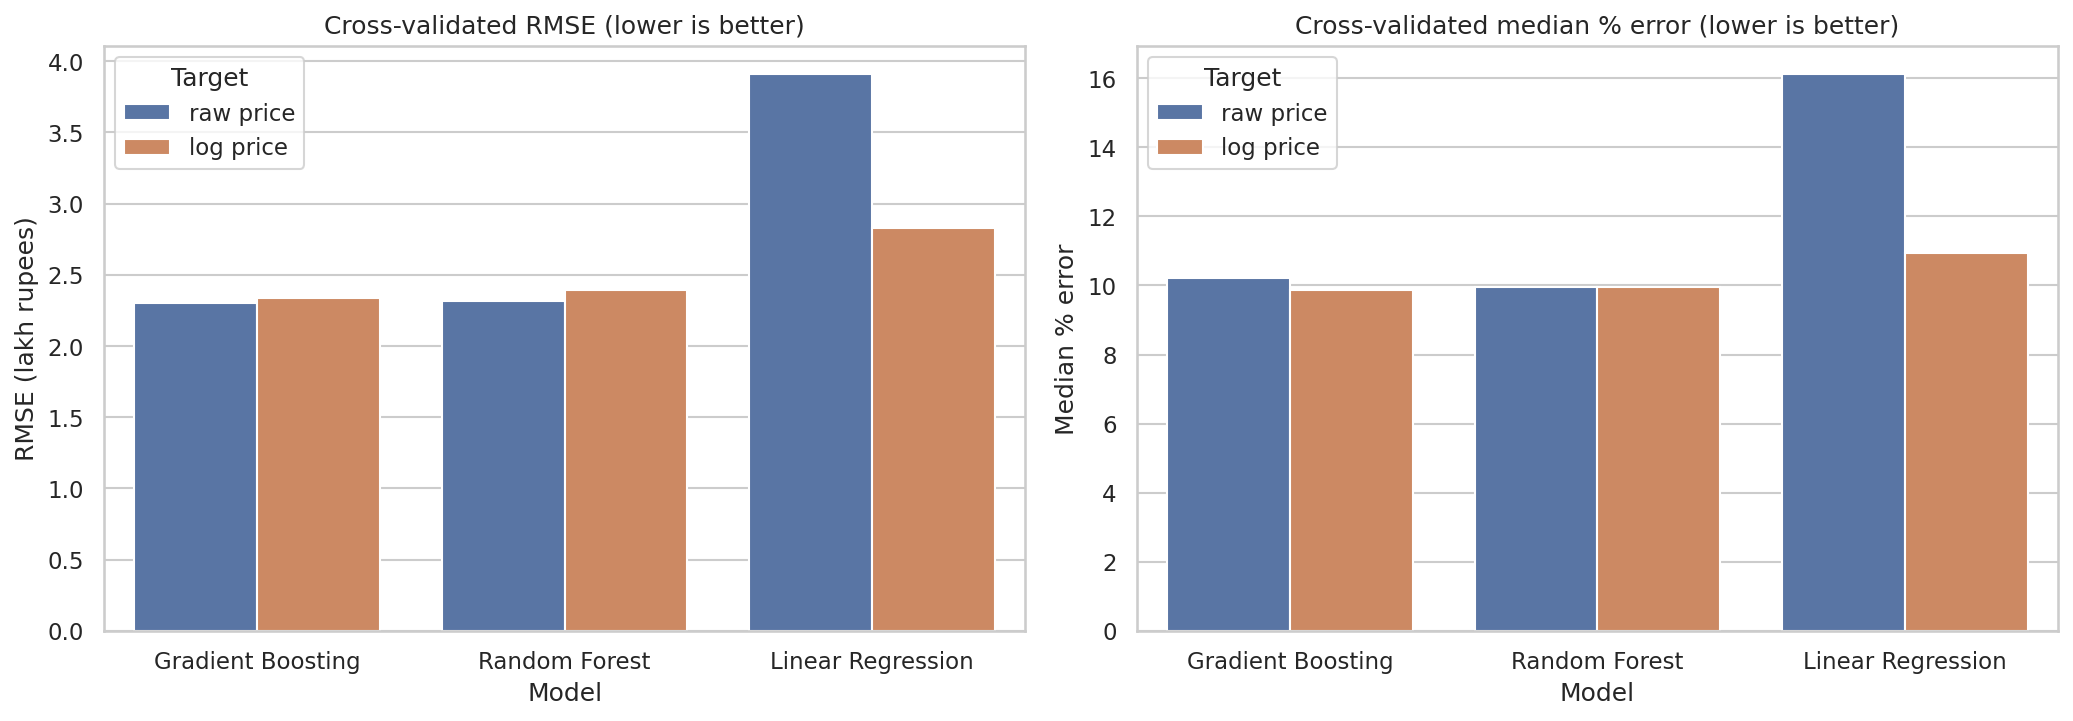 Cross-validated RMSE (lower is better)
Target
raw price
log price
4.0
3.5
3.0
2.5
2.0
1.5
1.0
0.5
0.0
RMSE (lakh rupees)
Gradient Boosting
Random Forest
Linear Regression
Model
Cross-validated median % error (lower is better)
Target
raw price
log price
16
14
12
10
8
6
4
2
0
Median % error
Gradient Boosting
Random Forest
Linear Regression
Model